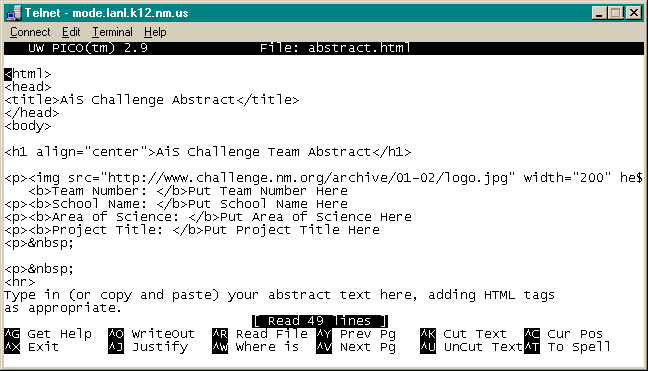 Telnet - mode.lanl.k12.nm.us
Connect Edit Terminal Help
UW PICO(tm) 2.9 File: abstract.html
<html>
<head>
<title>AiS Challenge Abstract</title>
</head>
<body>
<h1 align="center">AiS Challenge Team Abstract</h1>
<p><img src="http://www.challenge.nm.org/archive/01-02/logo.jpg" width="200" he$
<b>Team Number: </b>Put Team Number Here
<p><b>School Name: </b>Put School Name Here
<p><b>Area of Science: </b>Put Area of Science Here
<p><b>Project Title: </b>Put Project Title Here
<p>&nbsp;
<p>&nbsp;
<hr>
Type in (or copy and paste) your abstract text here, adding HTML tags
as appropriate.
[ Read 49 lines ]
^G Get Help ^O WriteOut ^R Read File ^Y Prev Pg ^K Cut Text ^C Cur Pos
^X Exit ^J Justify ^W Where is ^V Next Pg ^U UnCut Text ^T To Spell